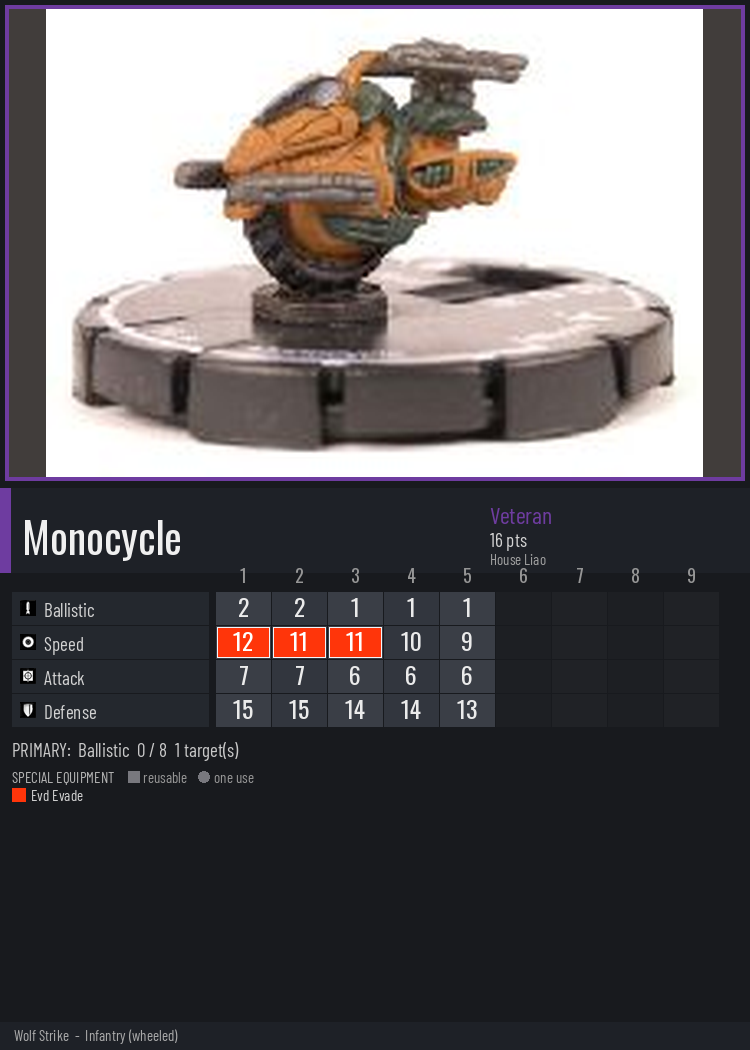 Monocycle
Veteran
16 pts
House Liao
1 2 3 4 5 6 7 8 9
Ballistic 2 2 1 1 1
Speed 12 11 11 10 9
Attack 7 7 6 6 6
Defense 15 15 14 14 13
PRIMARY: Ballistic 0 / 8 1 target(s)
SPECIAL EQUIPMENT reusable one use
Evd Evade
Wolf Strike - Infantry (wheeled)